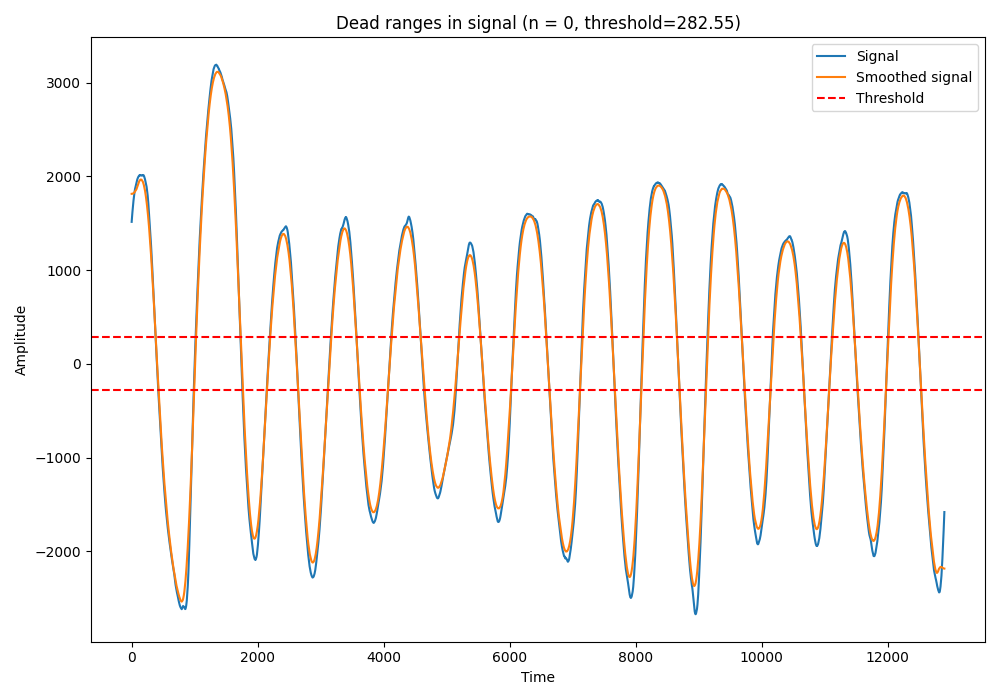 Dead ranges in signal (n = 0, threshold=282.55)
Signal
Smoothed signal
Threshold
Amplitude
3000
2000
1000
0
−1000
−2000
0 2000 4000 6000 8000 10000 12000
Time